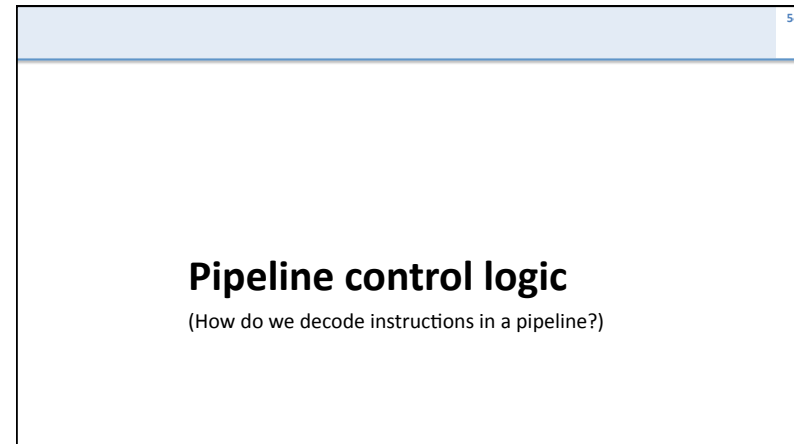 5
Pipeline control logic
(How do we decode instructions in a pipeline?)